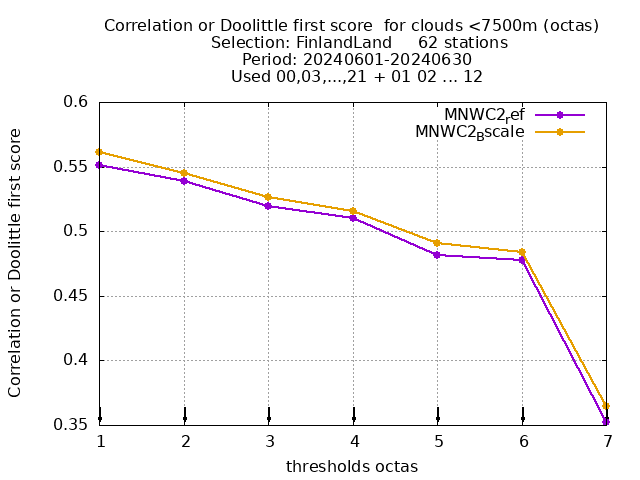 Correlation or Doolittle first score  for clouds <7500m (octas)
Selection: FinlandLand     62 stations
Period: 20240601-20240630
Used 00,03,...,21 + 01 02 ... 12
MNWC2ref
MNWC2Bscale
Correlation or Doolittle first score
0.6
0.55
0.5
0.45
0.4
0.35
1 2 3 4 5 6 7
thresholds octas